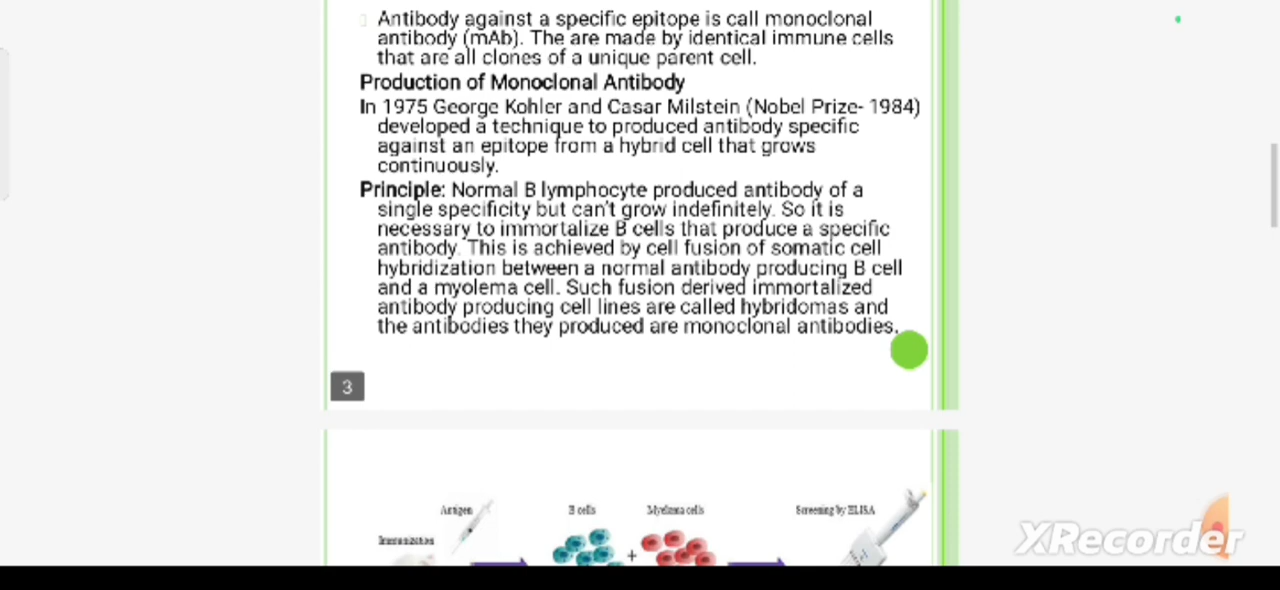 Antibody against a specific epitope is call monoclonal
antibody (mAb). The are made by identical immune cells
that are all clones of a unique parent cell.
Production of Monoclonal Antibody
In 1975 George Kohler and Casar Milstein (Nobel Prize- 1984)
developed a technique to produced antibody specific
against an epitope from a hybrid cell that grows
continuously.
Principle: Normal B lymphocyte produced antibody of a
single specificity but can't grow indefinitely. So it is
necessary to immortalize B cells that produce a specific
antibody. This is achieved by cell fusion of somatic cell
hybridization between a normal antibody producing B cell
and a myolema cell. Such fusion derived immortalized
antibody producing cell lines are called hybridomas and
the antibodies they produced are monoclonal antibodies.
3
Antigen B cells Myeloma cells Screening by ELISA
Immunization
+
XRecorder